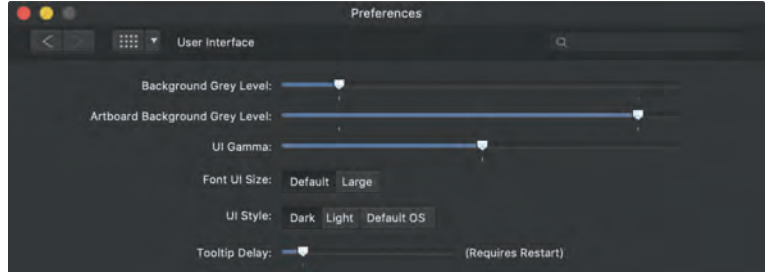 Preferences
User Interface
Background Grey Level:
Artboard Background Grey Level:
UI Gamma:
Font UI Size: Default Large
UI Style: Dark Light Default OS
Tooltip Delay: (Requires Restart)